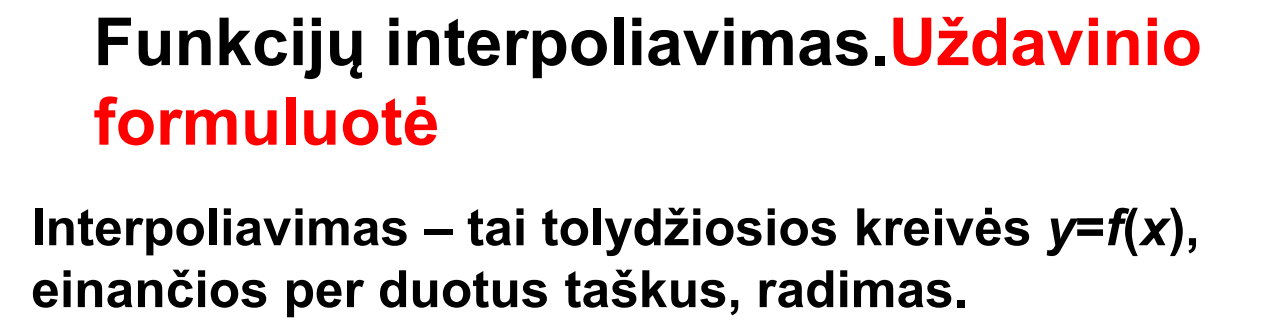 Funkcijų interpoliavimas.Uždavinio
formuluotė
Interpoliavimas – tai tolydžiosios kreivės y=f(x),
einančios per duotus taškus, radimas.